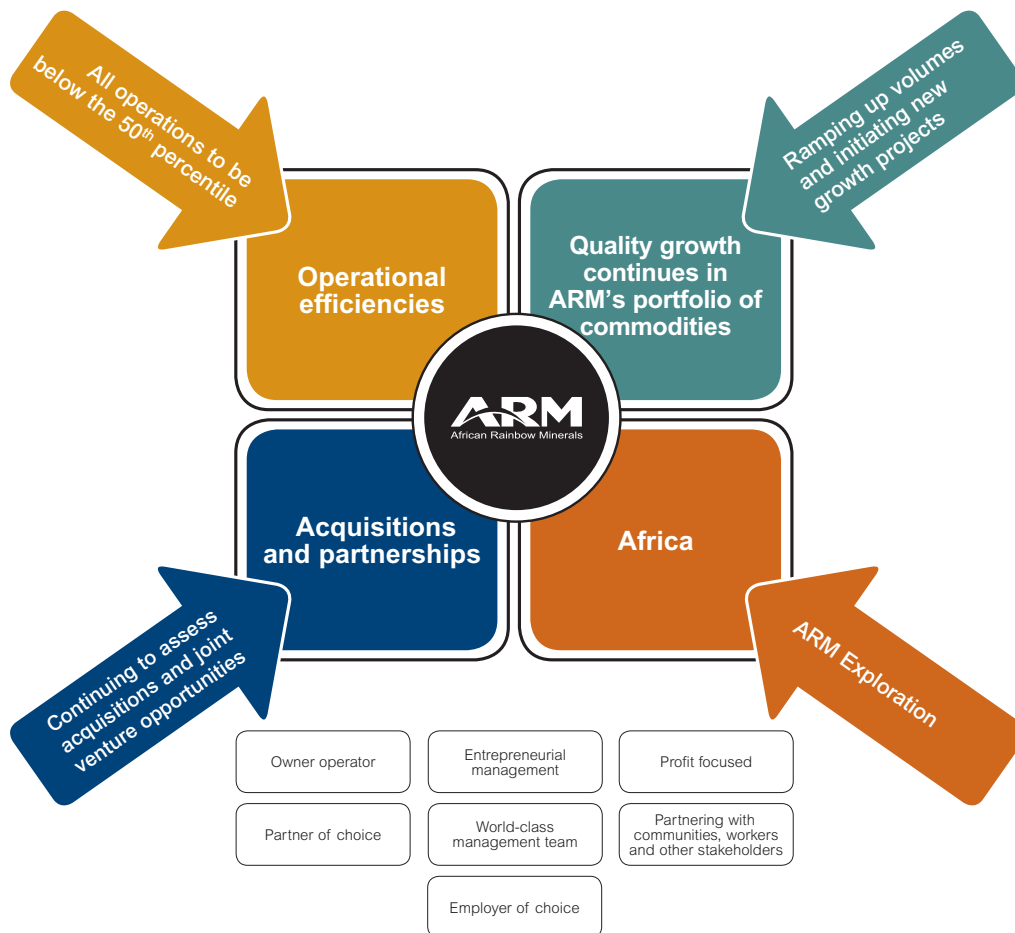 All operations to be
below the 50th percentile
Ramping up volumes
and initiating new
growth projects
Operational
efficiencies
Quality growth
continues in
ARM's portfolio of
commodities
ARM
African Rainbow Minerals
Acquisitions
and partnerships
Africa
Continuing to assess
acquisitions and joint
venture opportunities
ARM Exploration
Owner operator
Entrepreneurial
management
Profit focused
Partner of choice
World-class
management team
Partnering with
communities, workers
and other stakeholders
Employer of choice